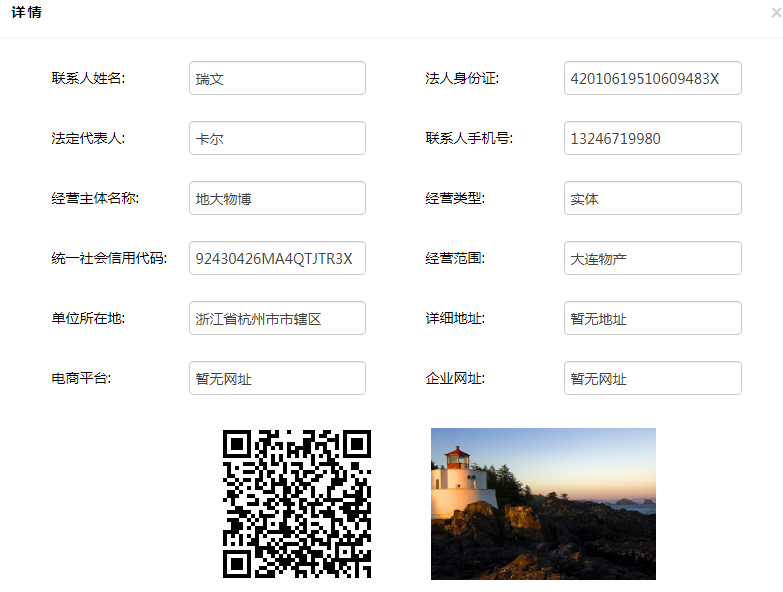 详情
联系人姓名: 瑞文 法人身份证: 42010619510609483X
法定代表人: 卡尔 联系人手机号: 13246719980
经营主体名称: 地大物博 经营类型: 实体
统一社会信用代码: 92430426MA4QTJTR3X 经营范围: 大连物产
单位所在地: 浙江省杭州市市辖区 详细地址: 暂无地址
电商平台: 暂无网址 企业网址: 暂无网址